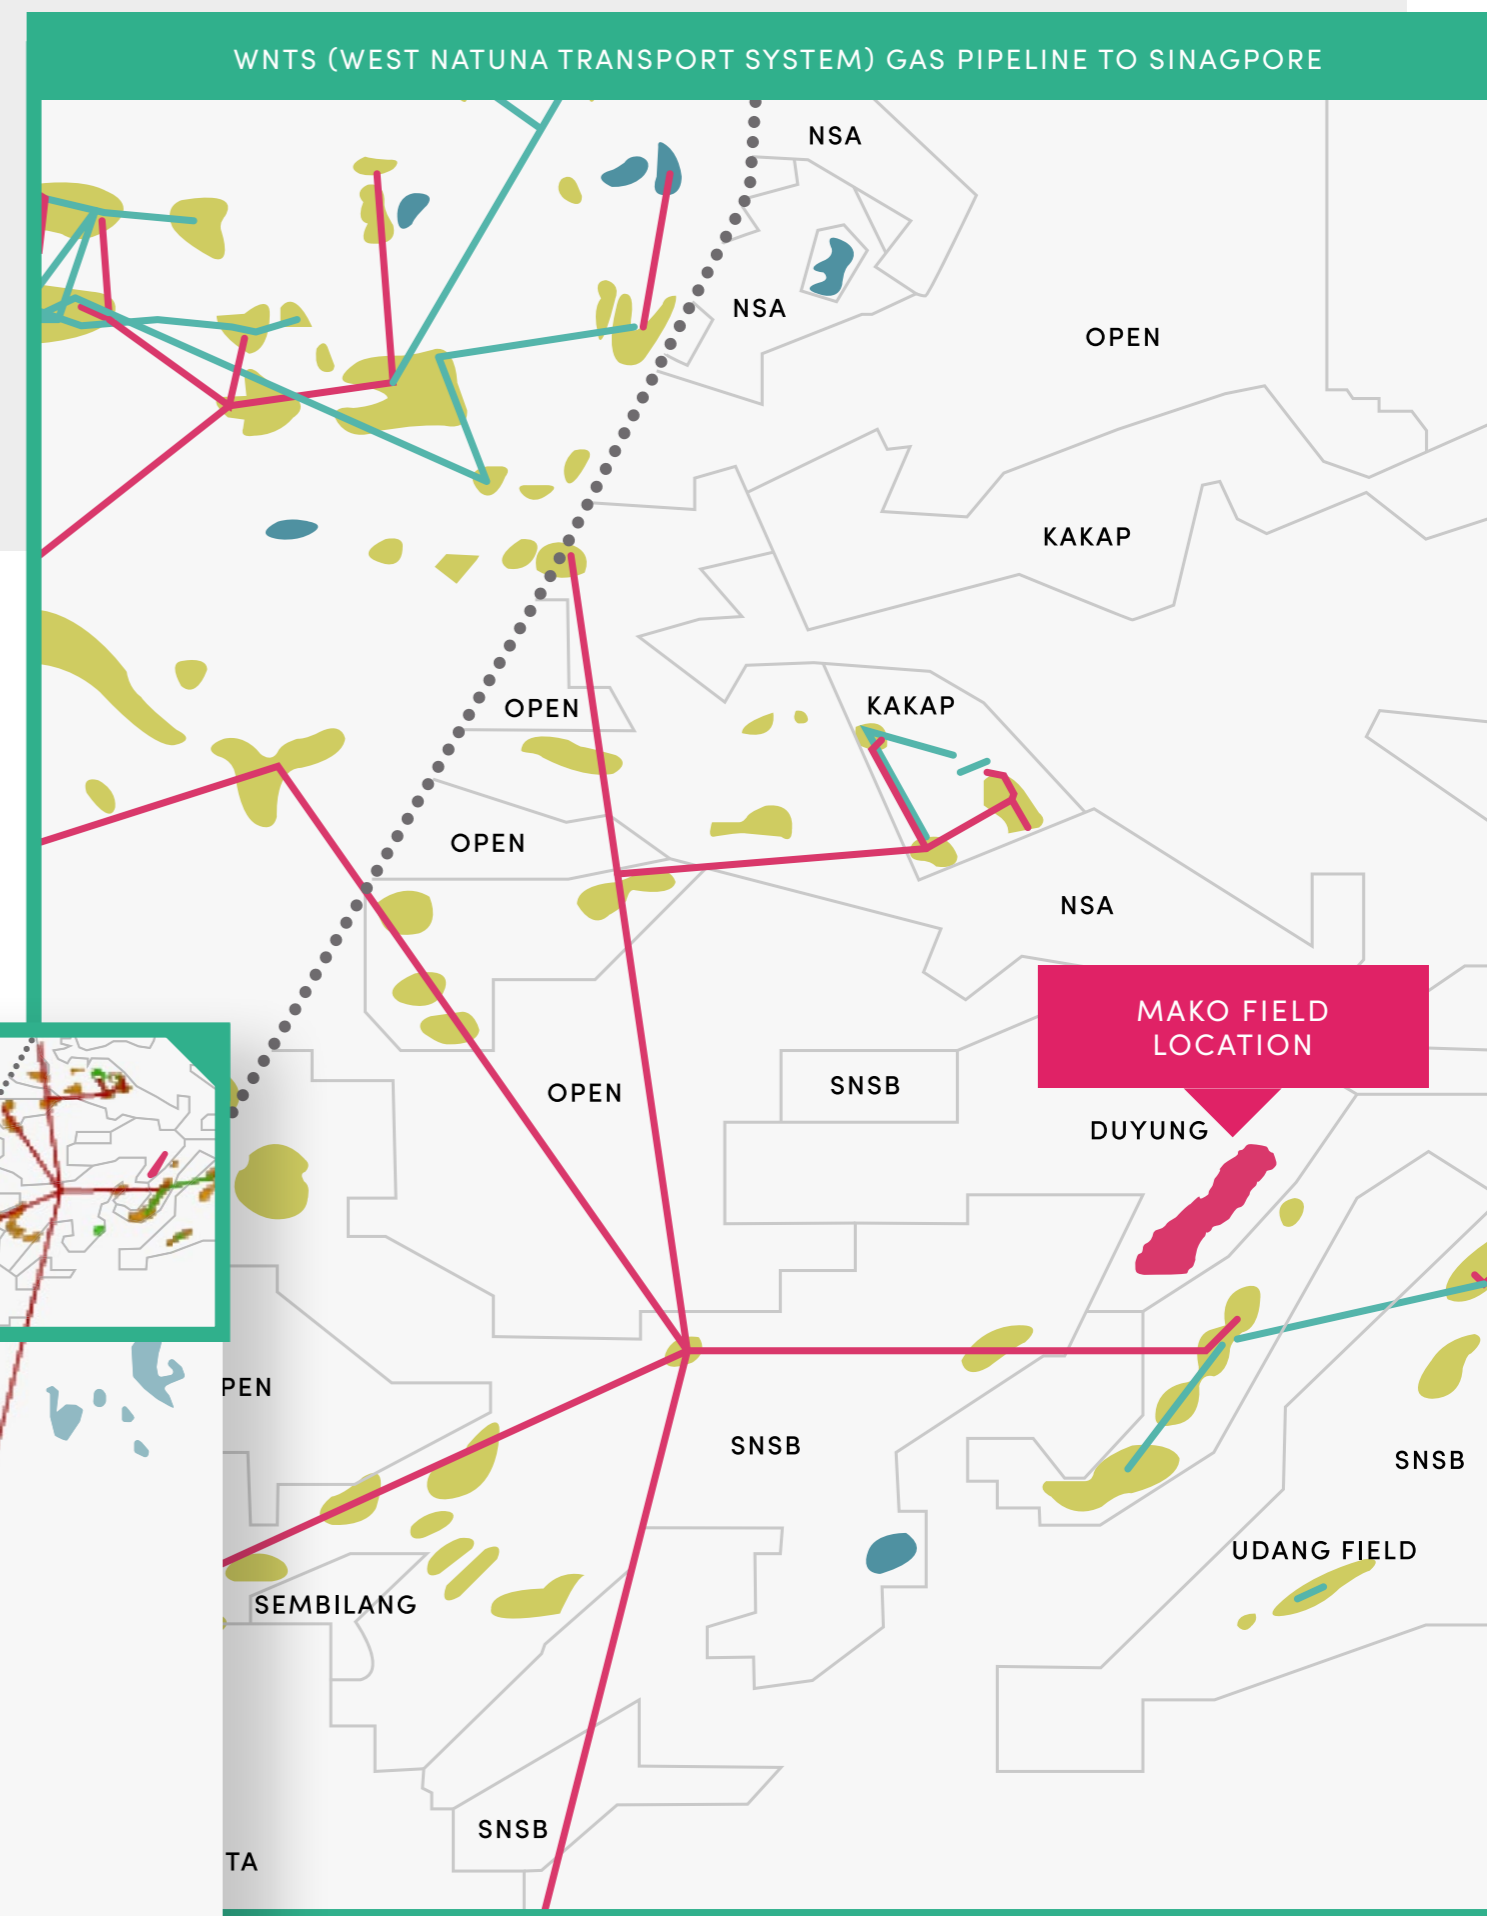 WNTS (WEST NATUNA TRANSPORT SYSTEM) GAS PIPELINE TO SINAGPORE
NSA
NSA
OPEN
KAKAP
OPEN
KAKAP
OPEN
NSA
MAKO FIELD
LOCATION
OPEN
SNSB
DUYUNG
PEN
SNSB
SNSB
UDANG FIELD
SEMBILANG
SNSB
TA